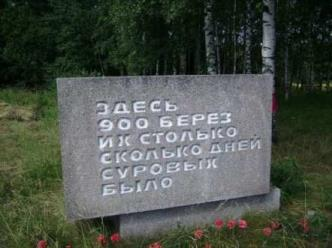 ЗДЕСЬ
900 БЕРЕЗ
ИХ СТОЛЬКО
СКОЛЬКО ДНЕЙ
СУРОВЫХ
БЫЛО